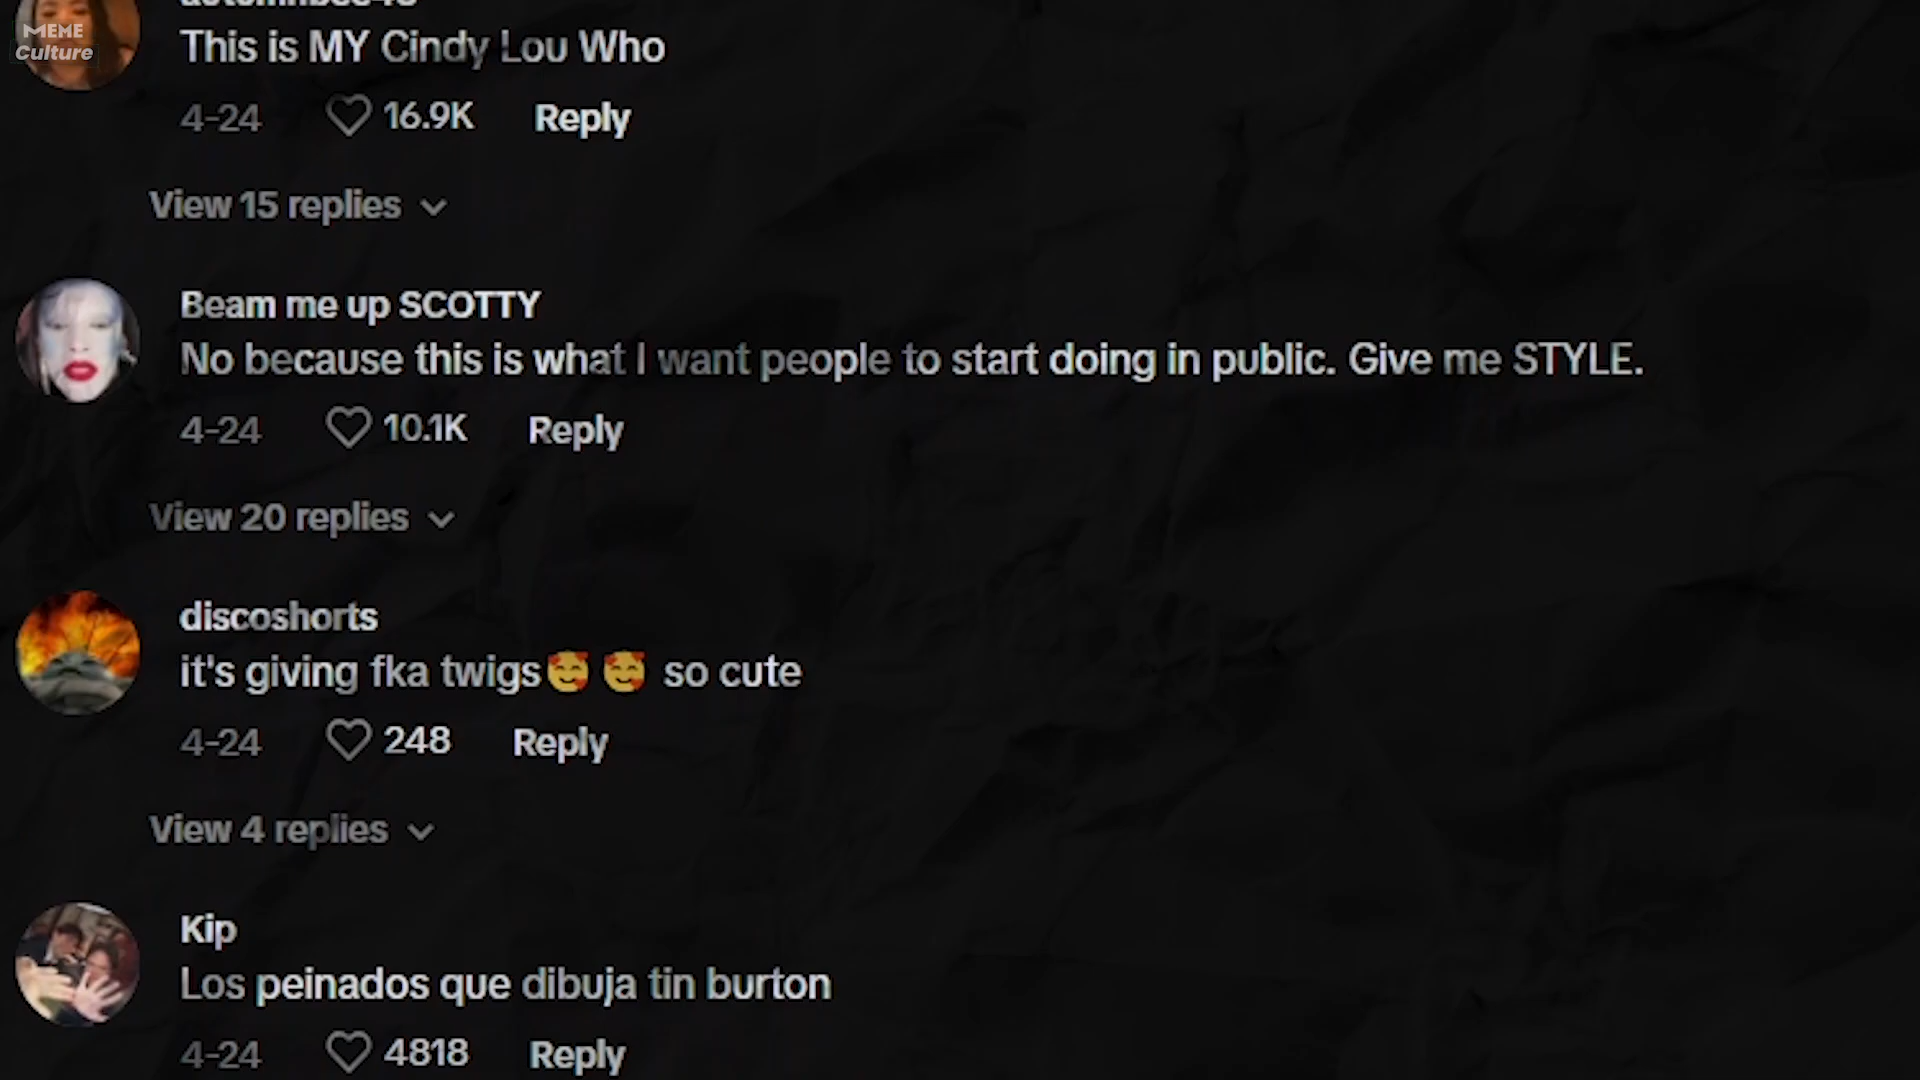 MEME
Culture
This is MY Cindy Lou Who
4-24 16.9K Reply
View 15 replies
Beam me up SCOTTY
No because this is what I want people to start doing in public. Give me STYLE.
4-24 10.1K Reply
View 20 replies
discoshorts
it's giving fka twigs🥰🥰 so cute
4-24 248 Reply
View 4 replies
Kip
Los peinados que dibuja tin burton
4-24 4818 Reply